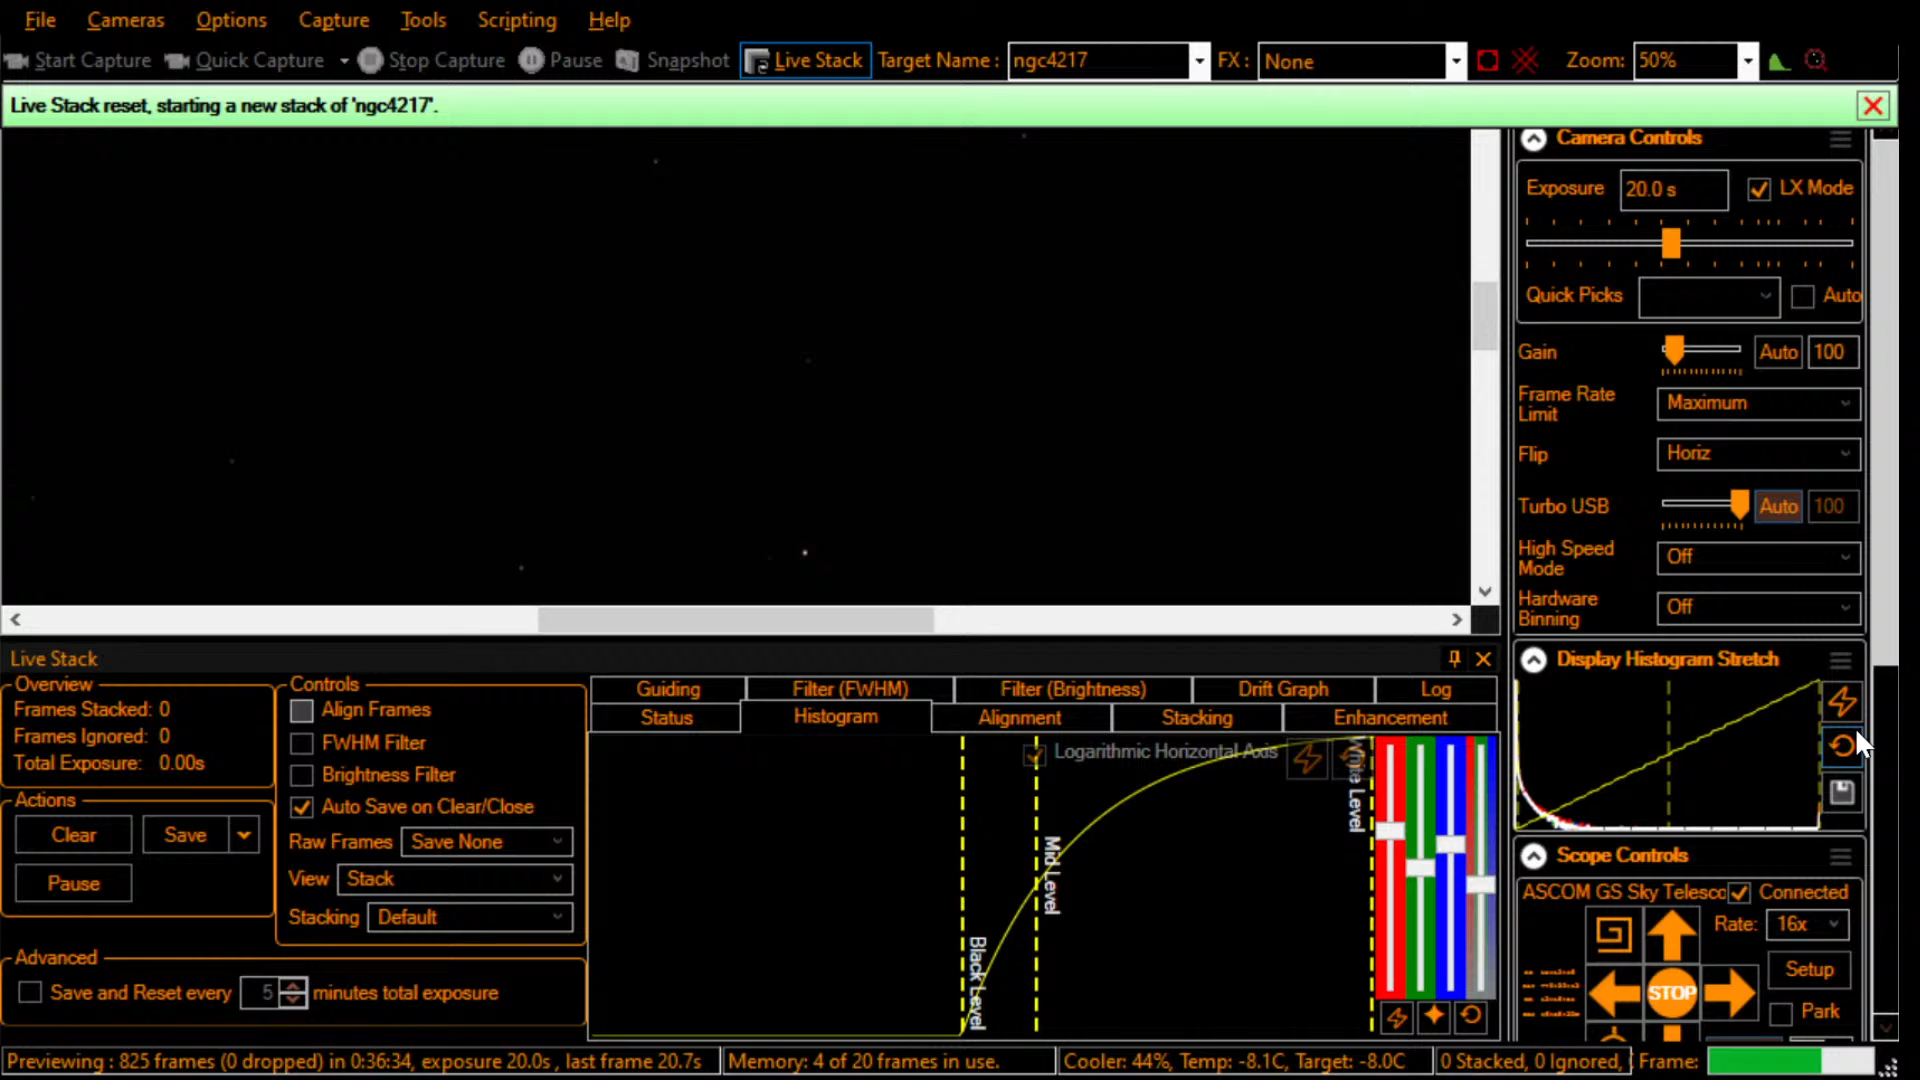 File Cameras Options Capture Tools Scripting Help
Start Capture Quick Capture Stop Capture Pause Snapshot Live Stack Target Name : ngc4217 FX : None Zoom: 50%
Live Stack reset, starting a new stack of 'ngc4217'.
Camera Controls
Exposure 20.0 s LX Mode
Quick Picks Auto
Gain Auto 100
Frame Rate Limit Maximum
Flip Horiz
Turbo USB Auto 100
High Speed Mode Off
Hardware Binning Off
Display Histogram Stretch
Scope Controls
ASCOM GS Sky Telesco Connected
Rate: 16x
Setup
STOP
Park
Live Stack
Overview
Frames Stacked: 0
Frames Ignored: 0
Total Exposure: 0.00s
Actions
Clear Save
Pause
Controls
Align Frames
FWHM Filter
Brightness Filter
Auto Save on Clear/Close
Raw Frames Save None
View Stack
Stacking Default
Advanced
Save and Reset every 5 minutes total exposure
Guiding Filter (FWHM) Filter (Brightness) Drift Graph Log
Status Histogram Alignment Stacking Enhancement
Logarithmic Horizontal Axis
Black Level
Mid Level
White Level
Previewing : 825 frames (0 dropped) in 0:36:34, exposure 20.0s , last frame 20.7s Memory: 4 of 20 frames in use. Cooler: 44%, Temp: -8.1C, Target: -8.0C 0 Stacked, 0 Ignored, Frame: